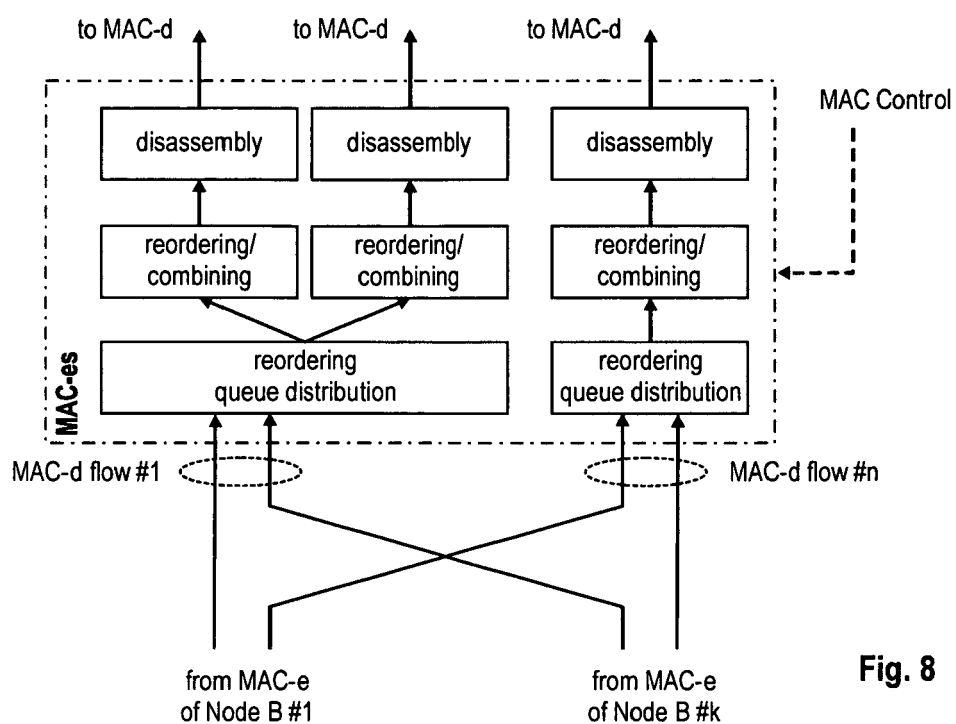 to MAC-d to MAC-d to MAC-d
MAC Control
disassembly disassembly disassembly
reordering/ reordering/ reordering/
combining combining combining
reordering reordering
queue distribution queue distribution
MAC-es
MAC-d flow #1 MAC-d flow #n
from MAC-e from MAC-e
of Node B #1 of Node B #k
Fig. 8